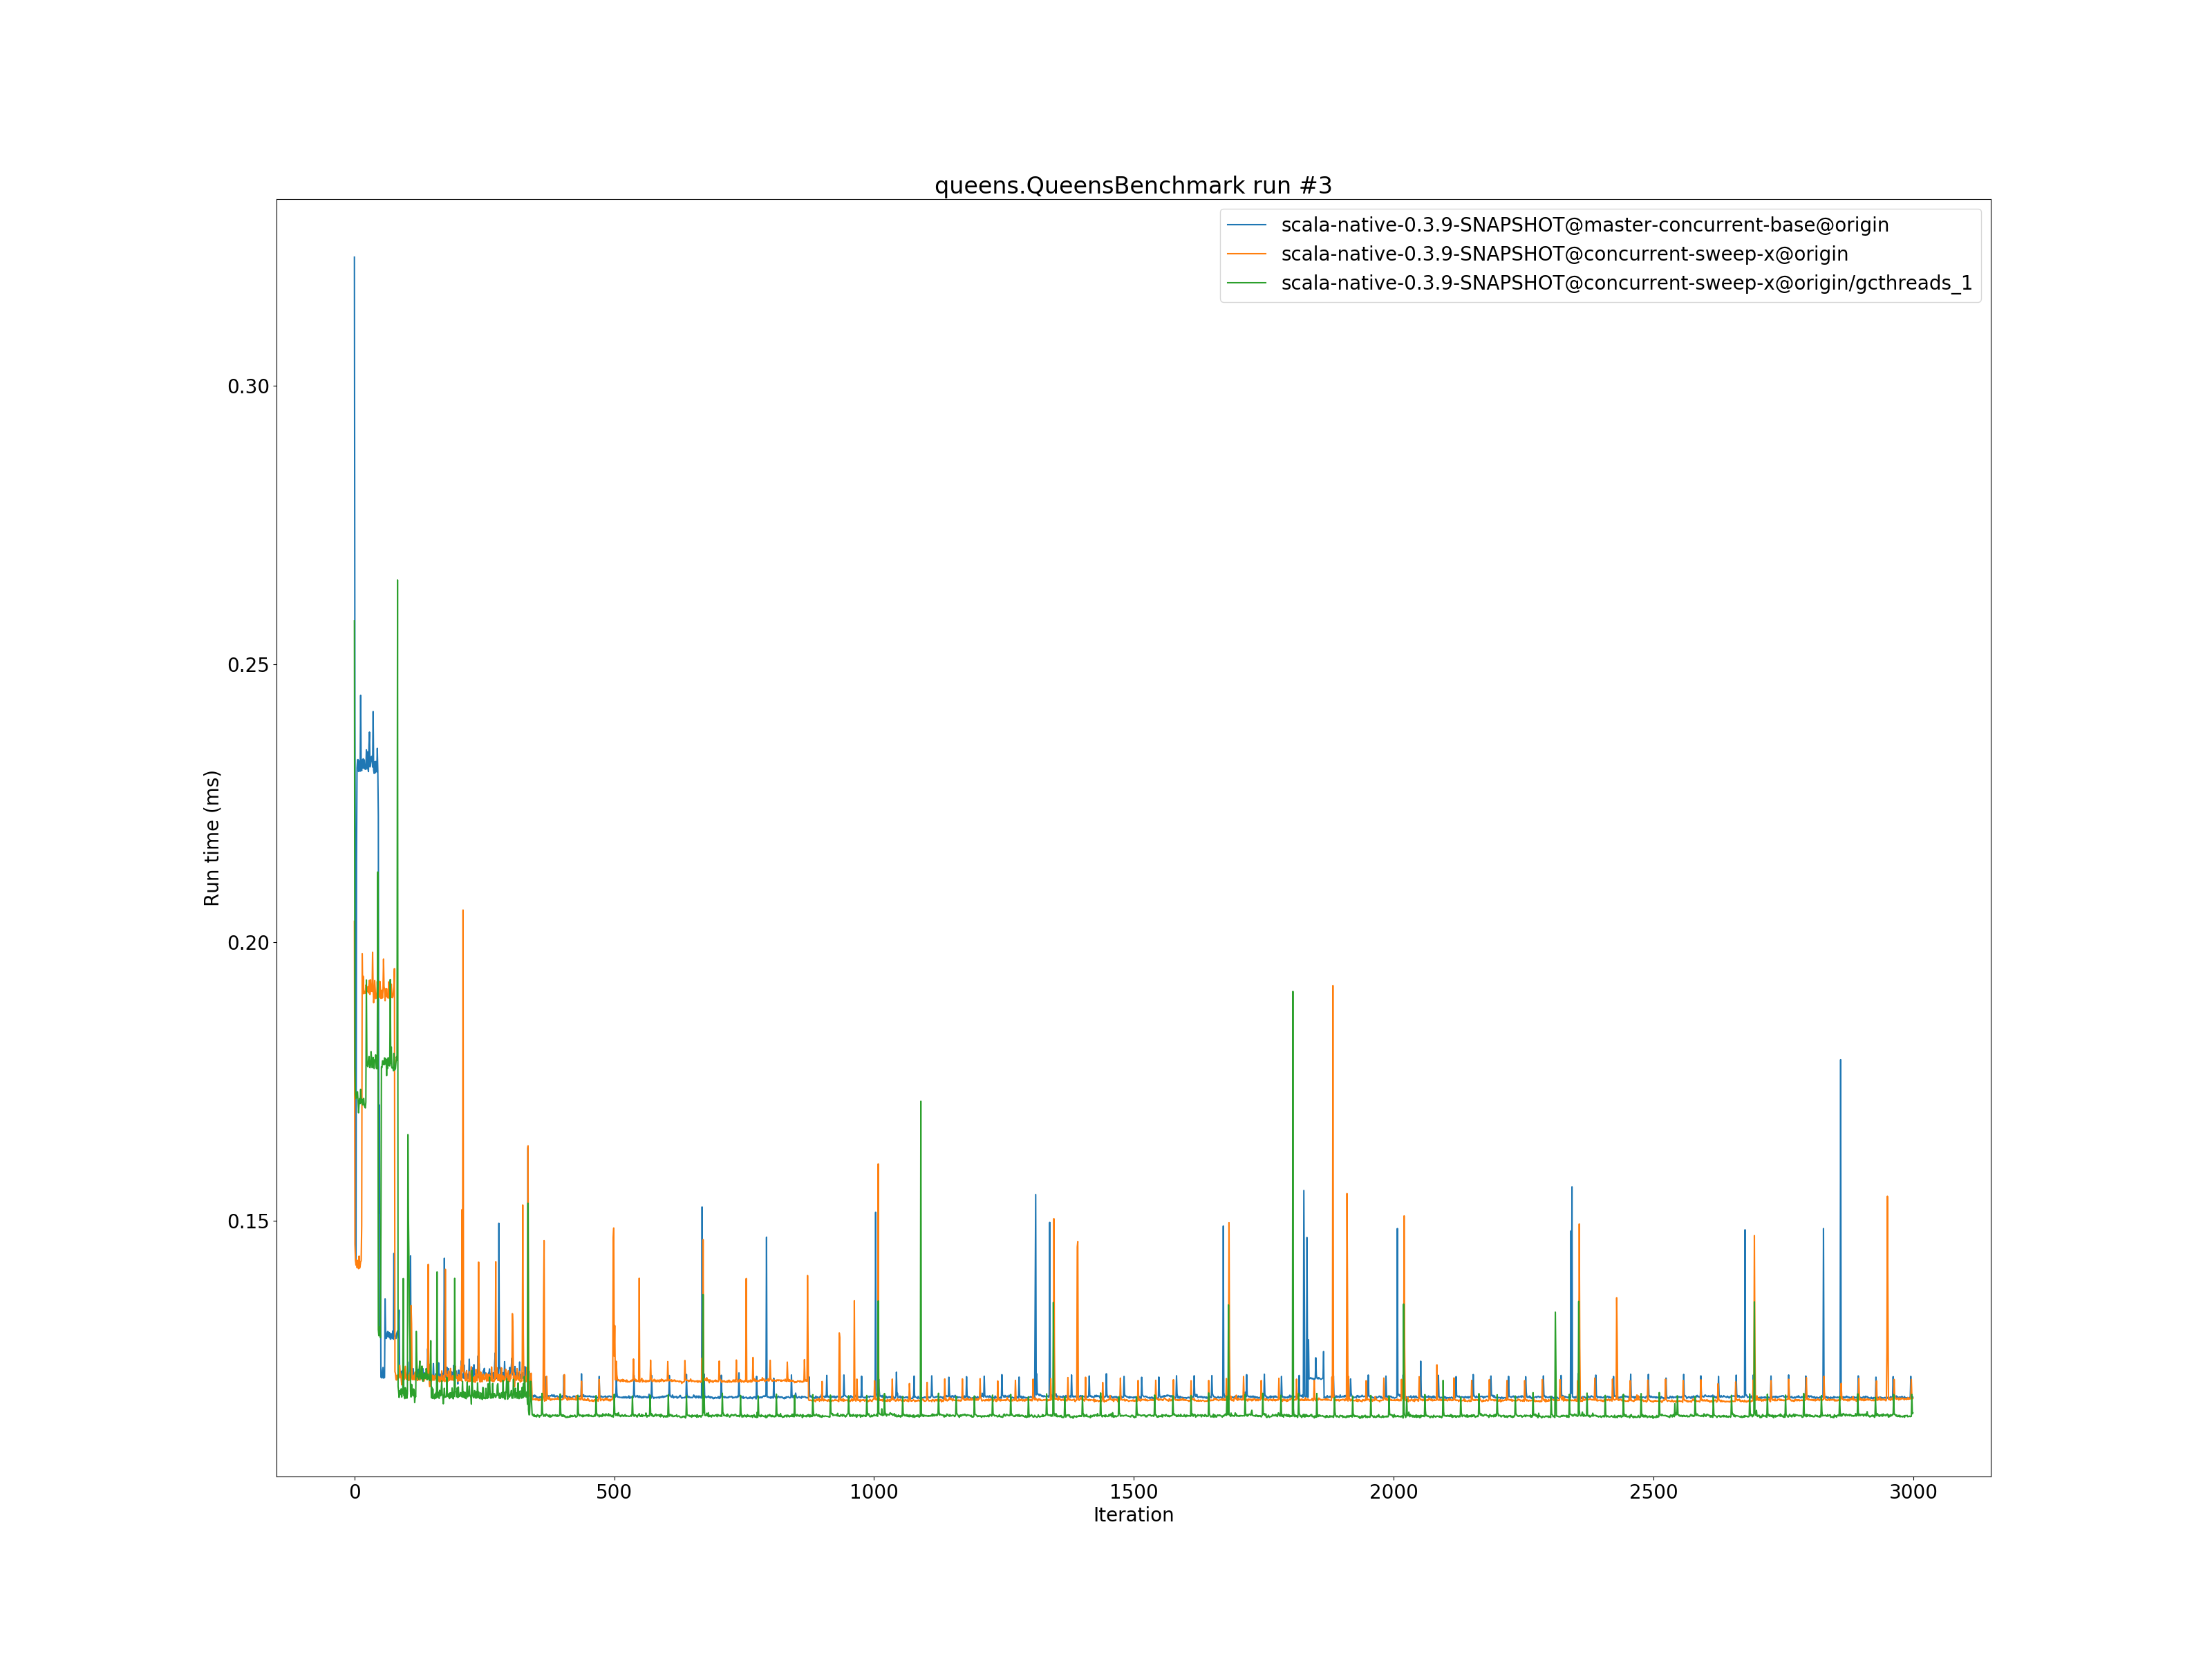 queens.QueensBenchmark run #3
scala-native-0.3.9-SNAPSHOT@master-concurrent-base@origin
scala-native-0.3.9-SNAPSHOT@concurrent-sweep-x@origin
scala-native-0.3.9-SNAPSHOT@concurrent-sweep-x@origin/gcthreads_1
0.30
0.25
0.20
0.15
Run time (ms)
0 500 1000 1500 2000 2500 3000
Iteration